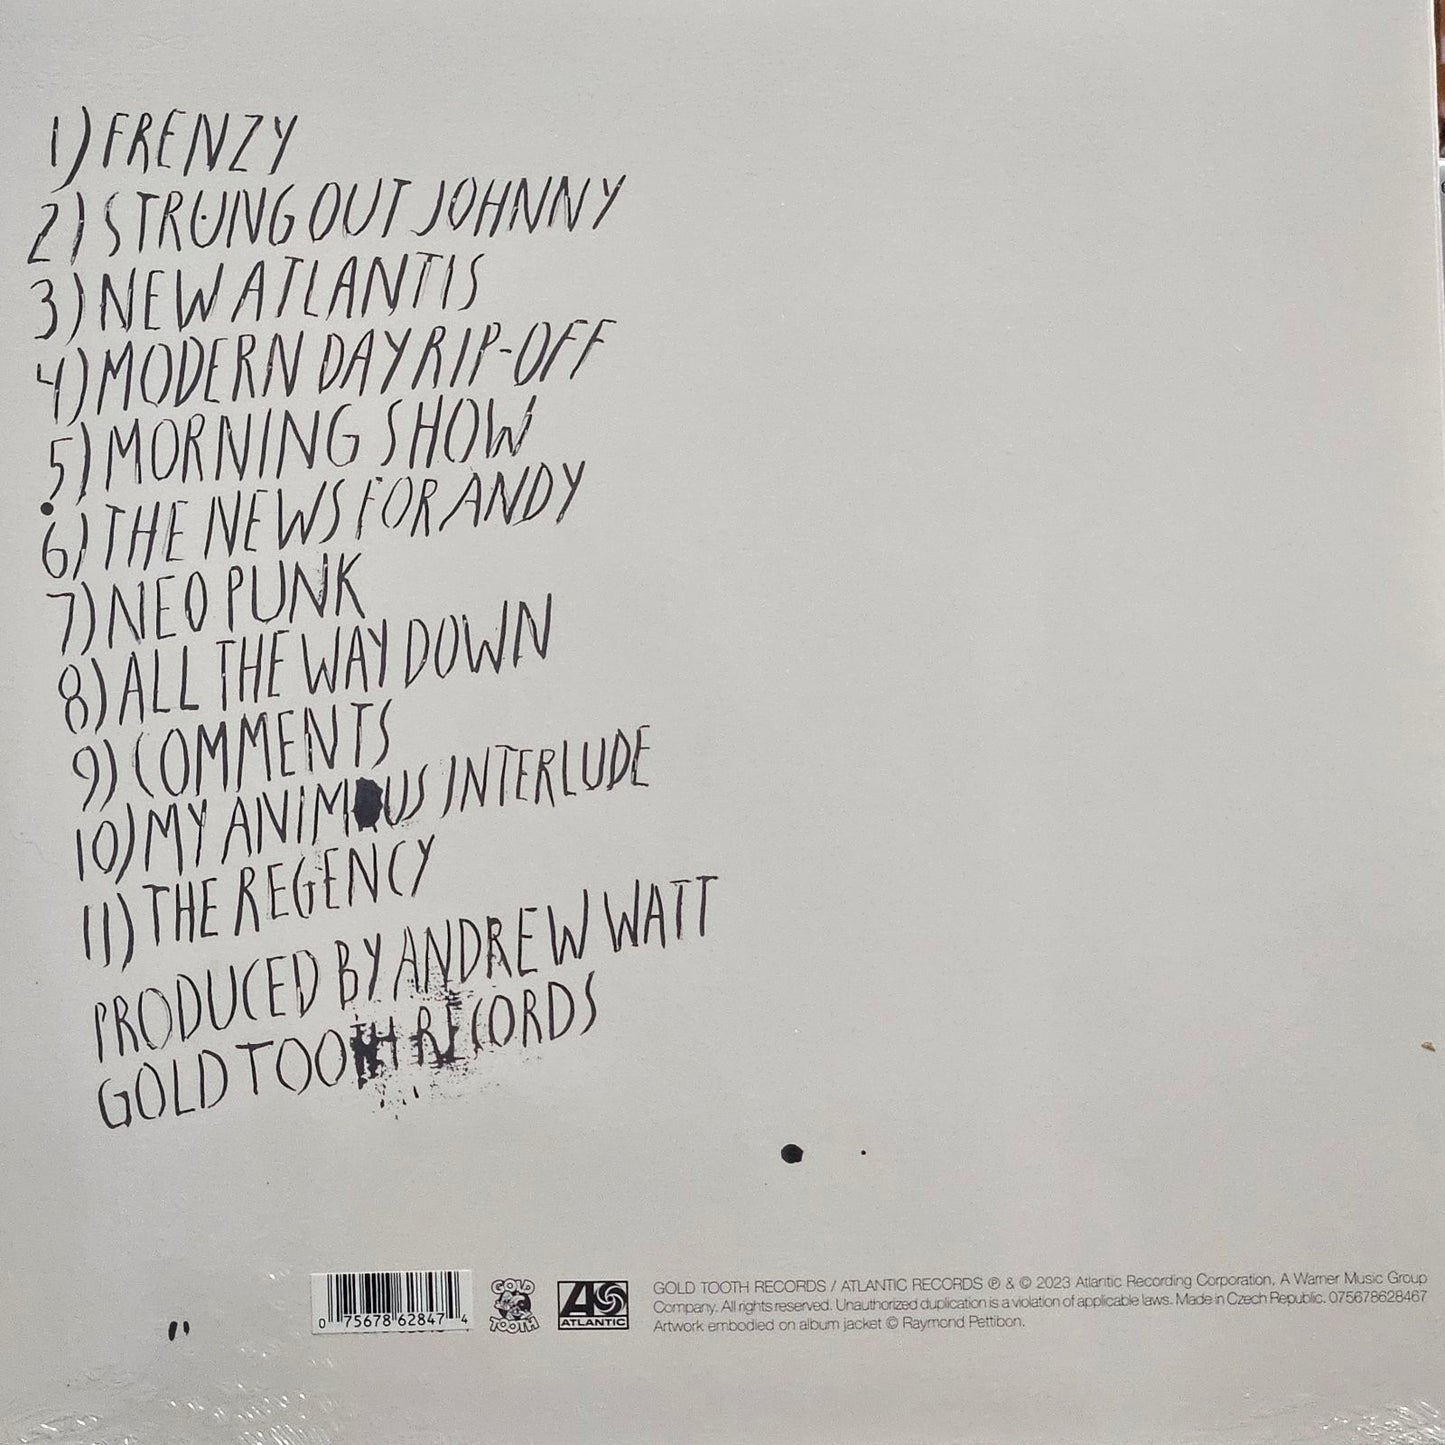 1) FRENZY
2) STRUNG OUT JOHNNY
3) NEW ATLANTIS
4) MODERN DAY RIP-OFF
5) MORNING SHOW
6) THE NEWS FOR ANDY
7) NEO PUNK
8) ALL THE WAY DOWN
9) COMMENTS
10) MY ANIMOUS INTERLUDE
11) THE REGENCY
PRODUCED BY ANDREW WATT
GOLD TOOTH RECORDS
0 75678 62847 4
GOLD TOOTH
ATLANTIC
GOLD TOOTH RECORDS / ATLANTIC RECORDS ℗ & © 2023 Atlantic Recording Corporation, A Warner Music Group
Company. All rights reserved. Unauthorized duplication is a violation of applicable laws. Made in Czech Republic. 075678628467
Artwork embodied on album jacket © Raymond Pettibon.